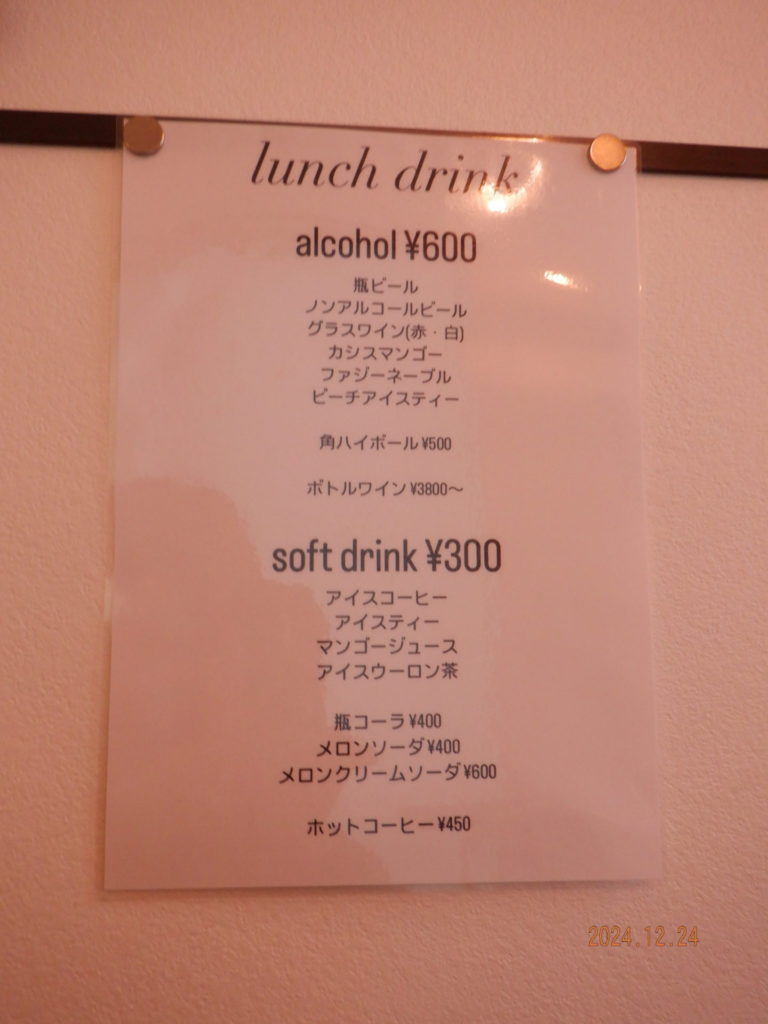 lunch drink
alcohol ¥600
瓶ビール
ノンアルコールビール
グラスワイン(赤・白)
カシスマンゴー
ファジーネーブル
ピーチアイスティー
角ハイボール¥500
ボトルワイン¥3800～
soft drink ¥300
アイスコーヒー
アイスティー
マンゴージュース
アイスウーロン茶
瓶コーラ¥400
メロンソーダ¥400
メロンクリームソーダ¥600
ホットコーヒー¥450
2024.12.24